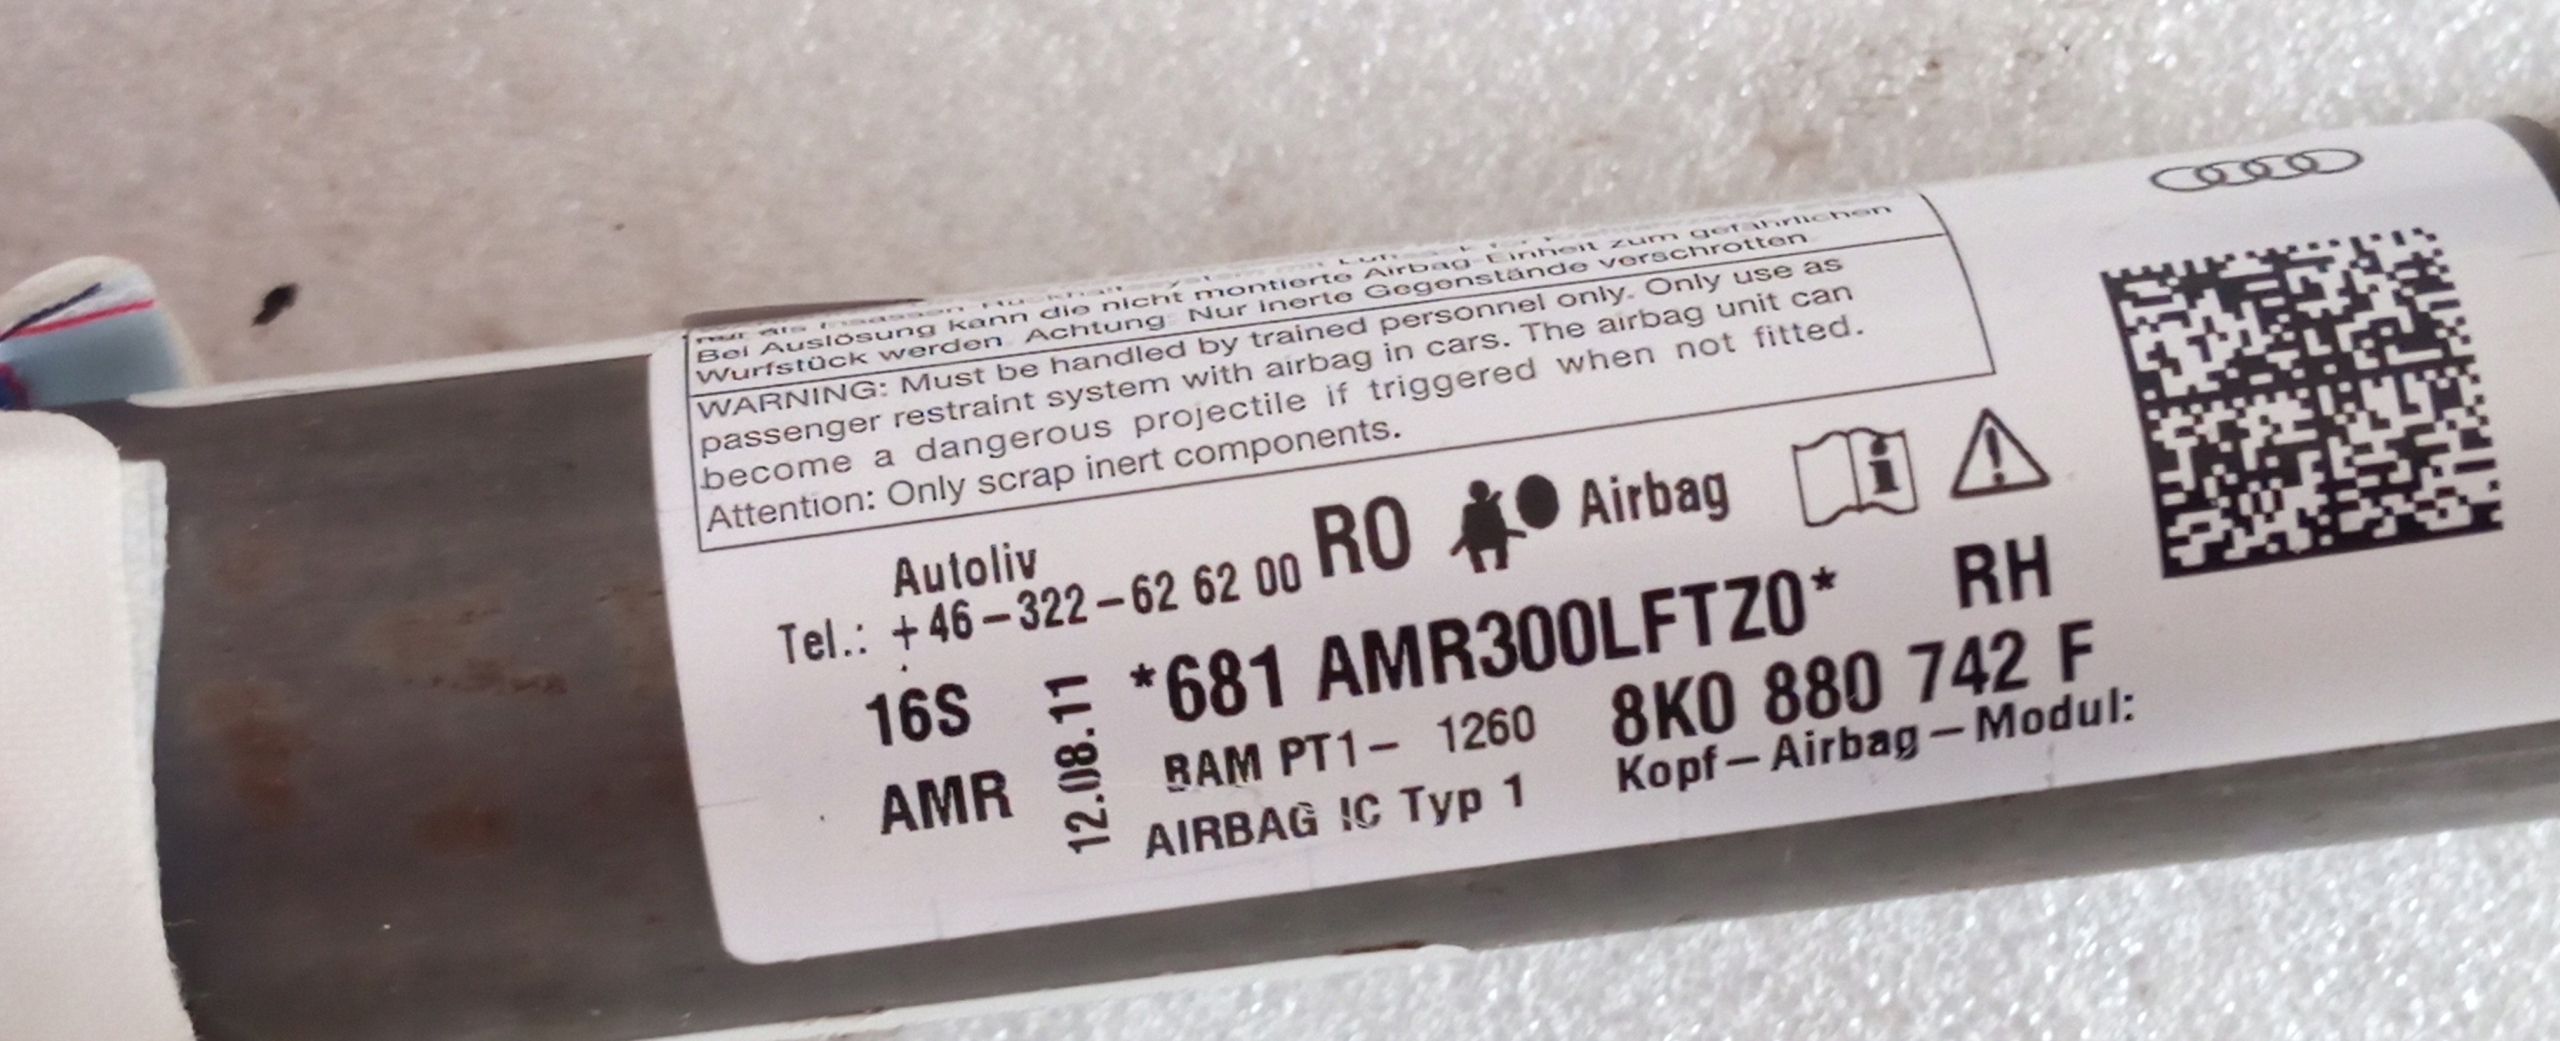 Bei Auslösung kann die nicht montierte Airbag-Einheit zum gefährlichen
Wurfstück werden. Achtung: Nur inerte Gegenstände verschrotten.
WARNING: Must be handled by trained personnel only. Only use as
passenger restraint system with airbag in cars. The airbag unit can
become a dangerous projectile if triggered when not fitted.
Attention: Only scrap inert components.
Autoliv
Tel.: +46-322-62 62 00
RO
Airbag
*681 AMR300LFTZ0*
RH
16S
AMR
12.08.11
BAM PT1- 1260
8K0 880 742 F
AIRBAG IC Typ 1
Kopf-Airbag-Modul: